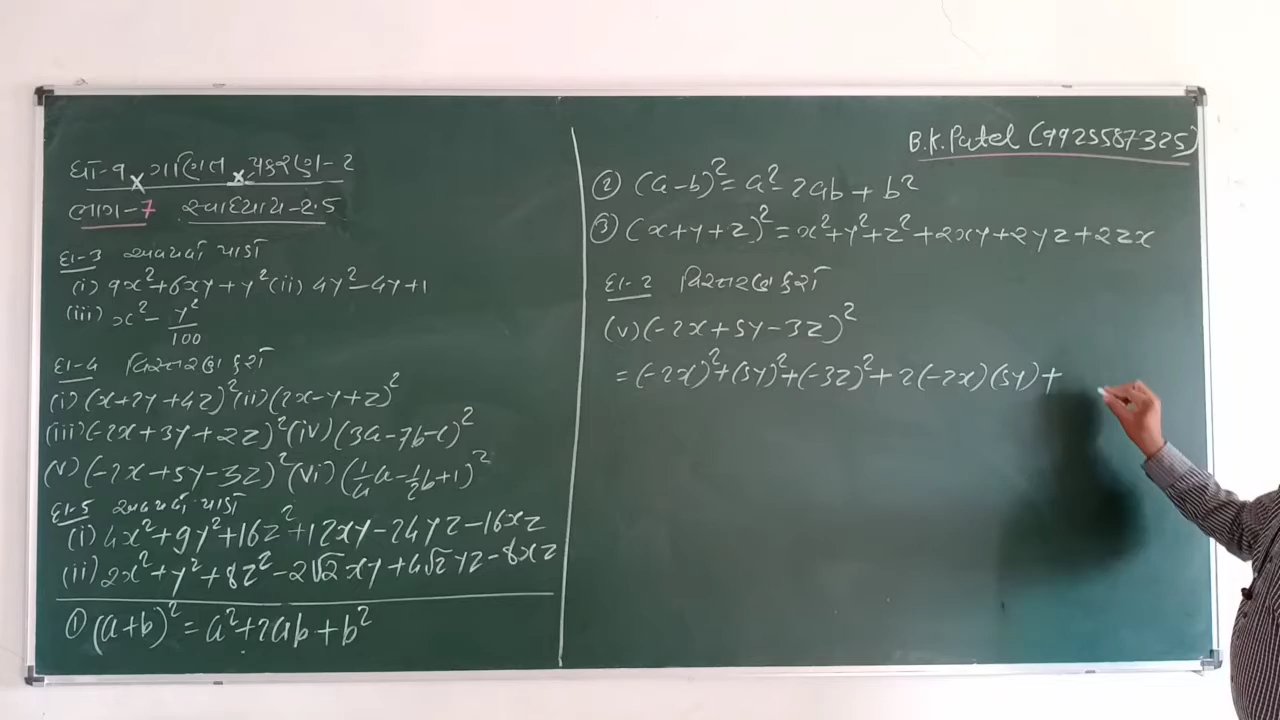 ધો-૧ ગણિત પ્રકરણ-2
ભાગ-7 સ્વાધ્યાય-2.5
દા-3 અવયવ પાડો
(i) 9x²+6xy+y² (ii) 4y²-4y+1
(iii) x² - y²/100
દા-4 વિસ્તરણ કરો
(i) (x+2y+4z)² (ii) (2x-y+z)²
(iii) (-2x+3y+2z)² (iv) (3a-7b-c)²
(v) (-2x+5y-3z)² (vi) (1/4a-1/2b+1)²
દા-5 અવયવ પાડો
(i) 4x²+9y²+16z²+12xy-24yz-16xz
(ii) 2x²+y²+8z²-2√2xy+4√2yz-8xz
① (a+b)² = a²+2ab+b²
B.K. Patel (9925587325)
② (a-b)² = a²-2ab+b²
③ (x+y+z)² = x²+y²+z²+2xy+2yz+2zx
દા-2 વિસ્તરણ કરો
(v) (-2x+5y-3z)²
= (-2x)²+(5y)²+(-3z)²+2(-2x)(5y)+